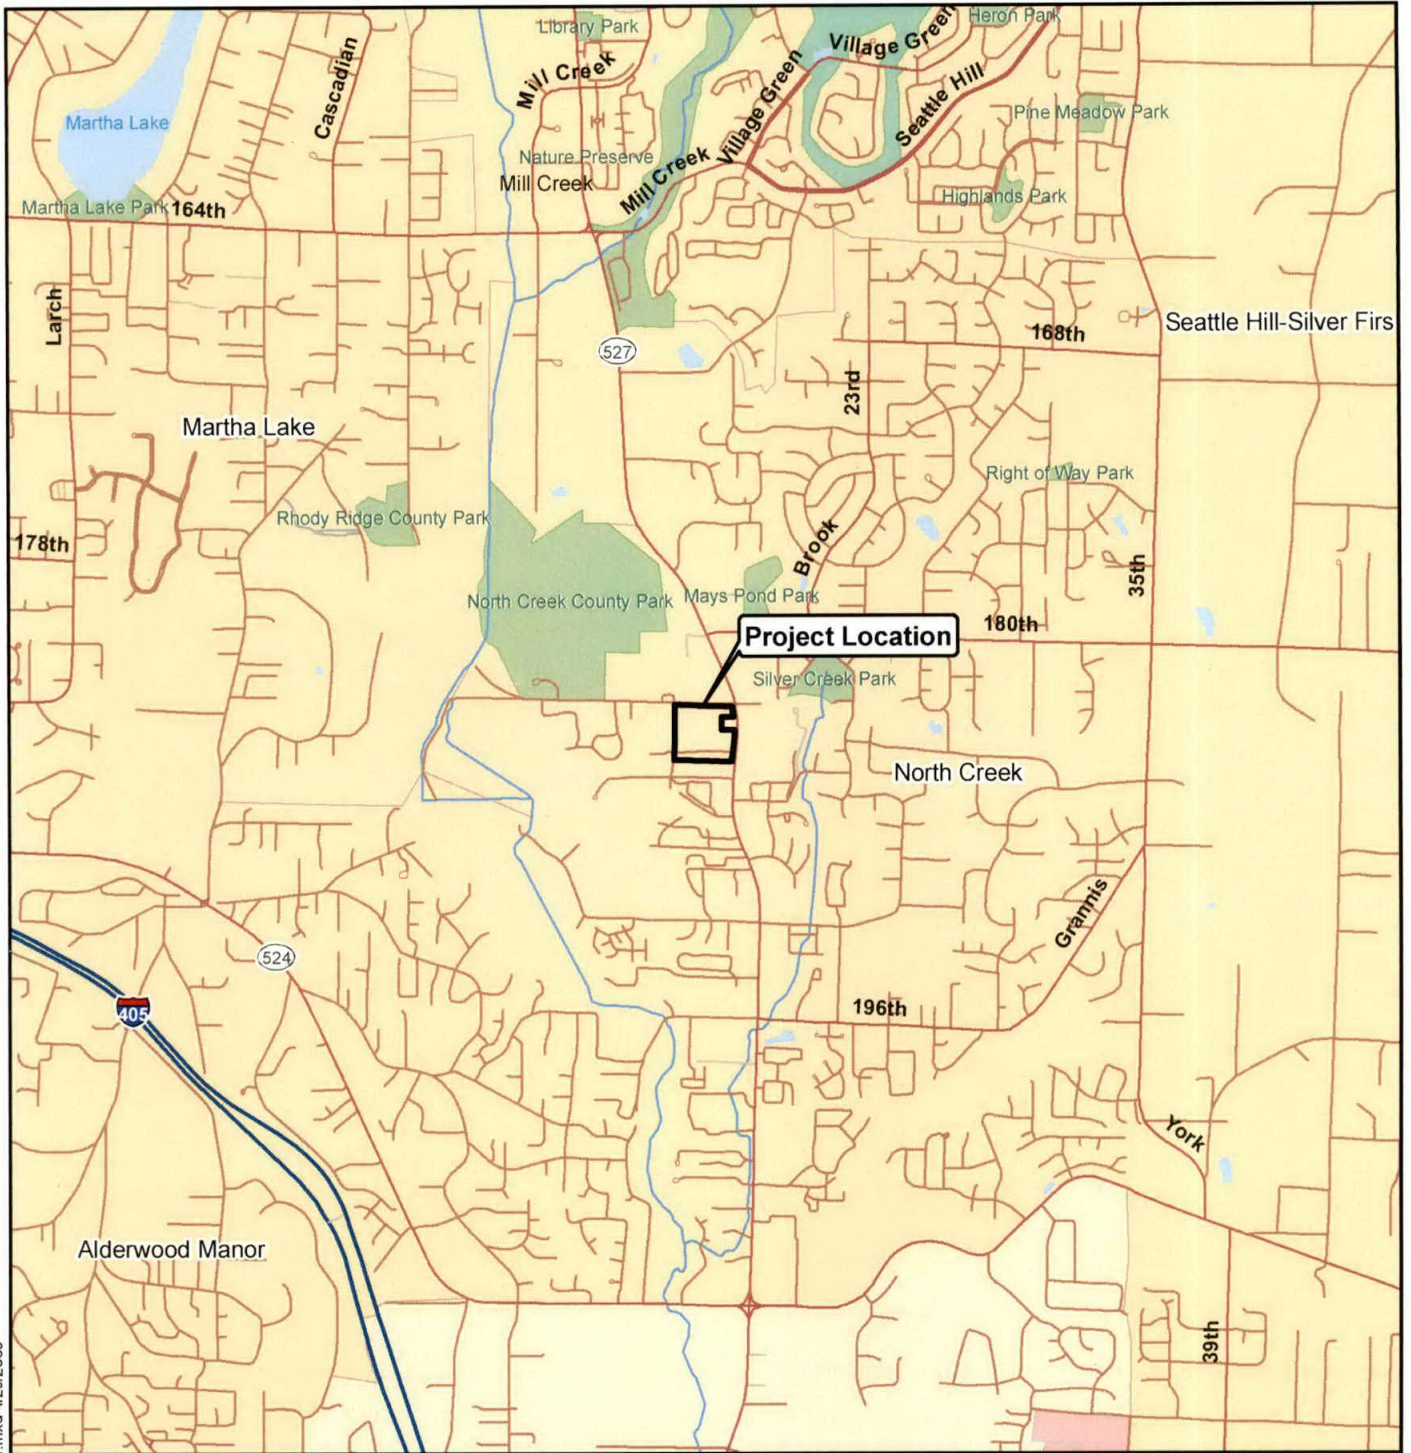 Library Park
Heron Park
Village Green
Mill Creek
Cascadian
Village Green
Seattle Hill
Pine Meadow Park
Martha Lake
Nature Preserve
Mill Creek
Mill Creek
Highlands Park
Martha Lake Park
164th
Larch
Seattle Hill-Silver Firs
168th
527
23rd
Martha Lake
Right of Way Park
Rhody Ridge County Park
178th
Brook
35th
North Creek County Park
Mays Pond Park
180th
Project Location
Silver Creek Park
North Creek
Grannis
524
405
196th
York
Alderwood Manor
39th